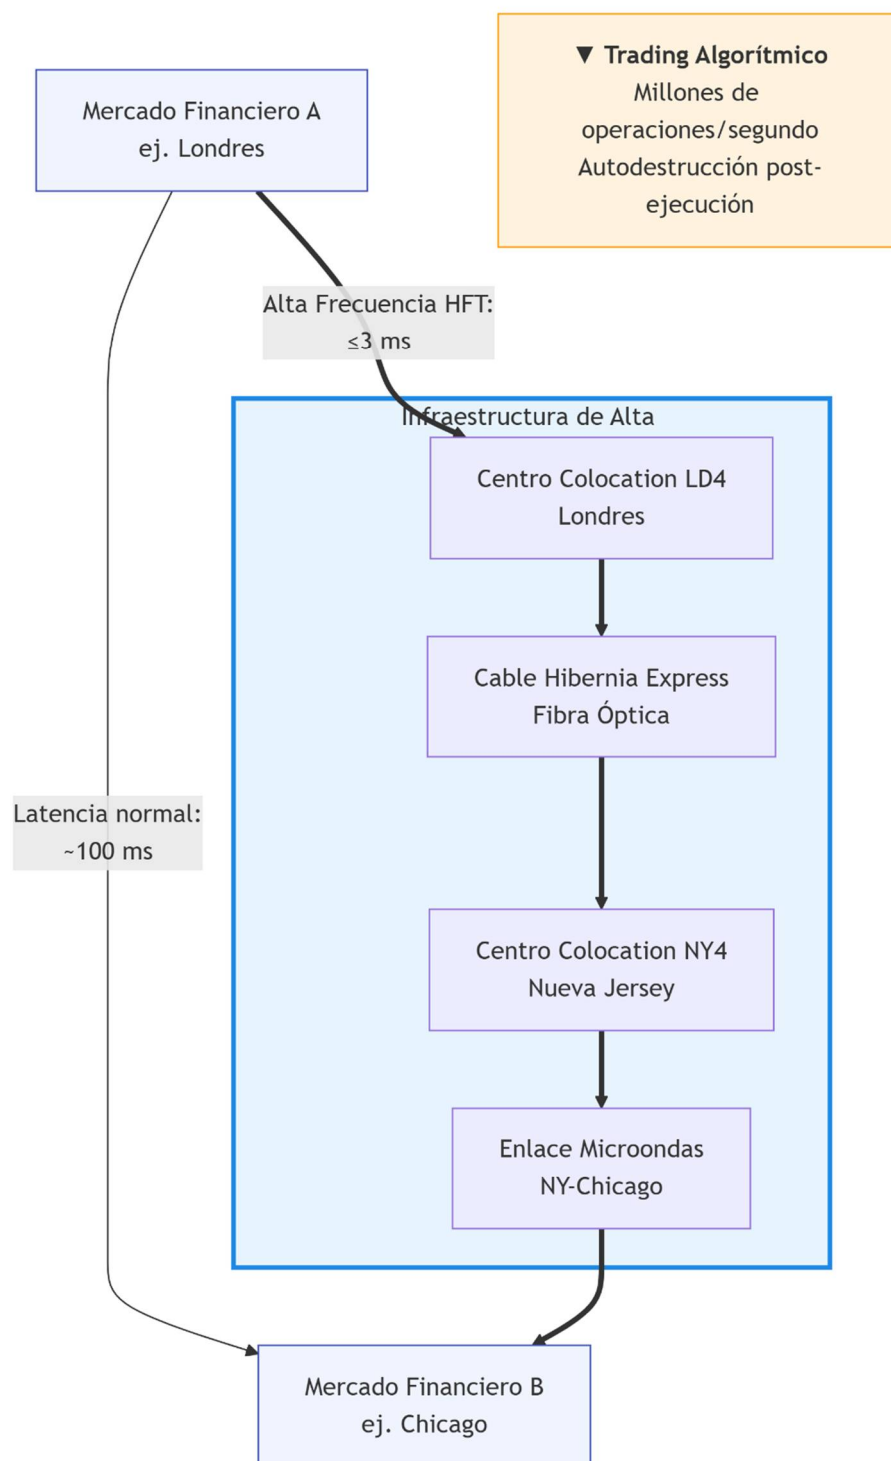 ▼ Trading Algorítmico
Millones de
operaciones/segundo
Autodestrucción post-
ejecución
Mercado Financiero A
ej. Londres
Alta Frecuencia HFT:
≤3 ms
Infraestructura de Alta
Centro Colocation LD4
Londres
Cable Hibernia Express
Fibra Óptica
Latencia normal:
~100 ms
Centro Colocation NY4
Nueva Jersey
Enlace Microondas
NY-Chicago
Mercado Financiero B
ej. Chicago